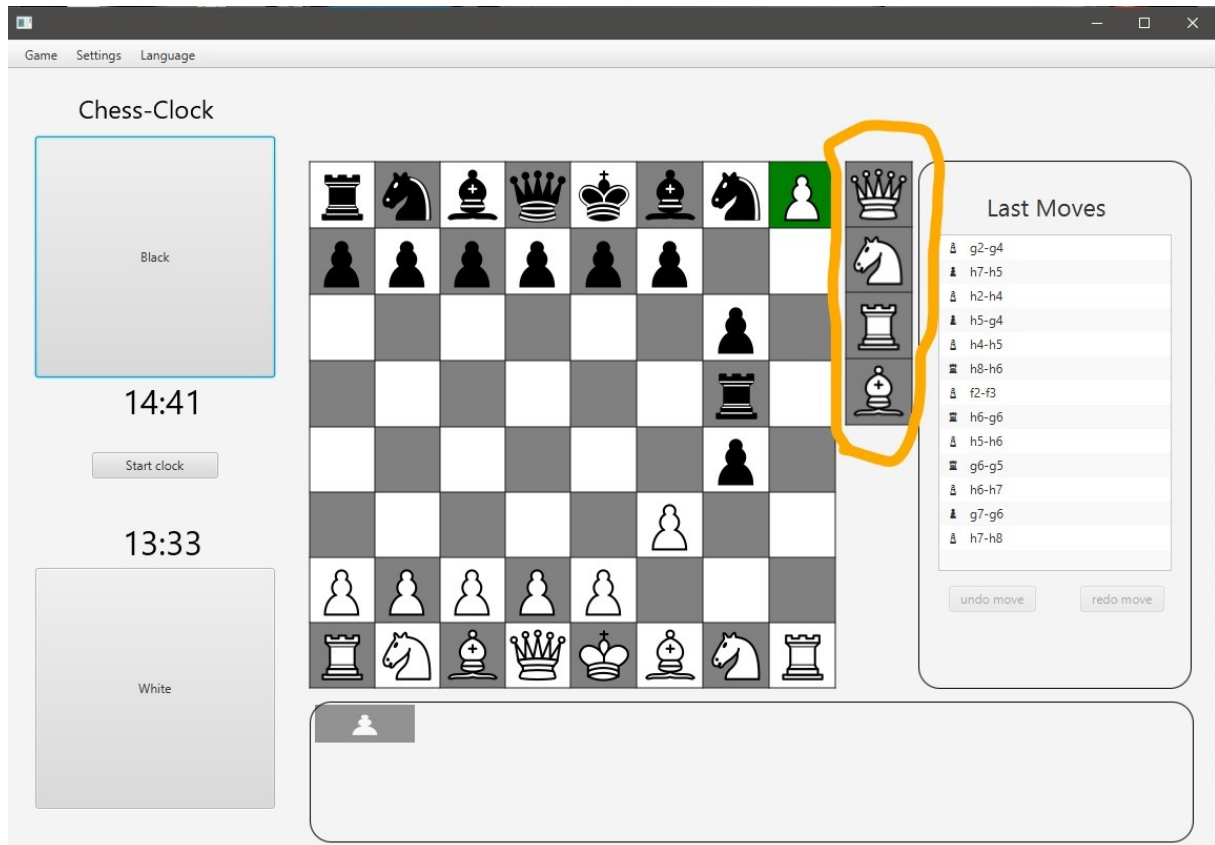 Game Settings Language
Chess-Clock
Black
14:41
Start clock
13:33
White
Last Moves
g2-g4
h7-h5
h2-h4
h5-g4
h4-h5
h8-h6
f2-f3
h6-g6
h5-h6
g6-g5
h6-h7
g7-g6
h7-h8
undo move redo move